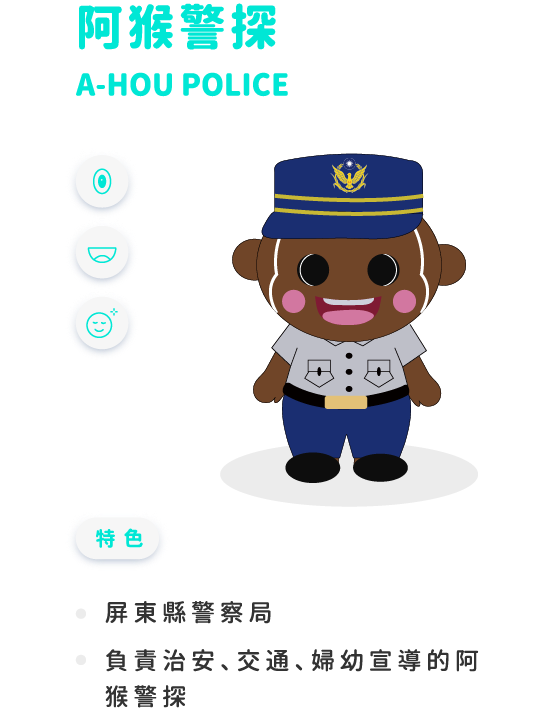 阿猴警探
A-HOU POLICE
特色
屏東縣警察局
負責治安、交通、婦幼宣導的阿
猴警探